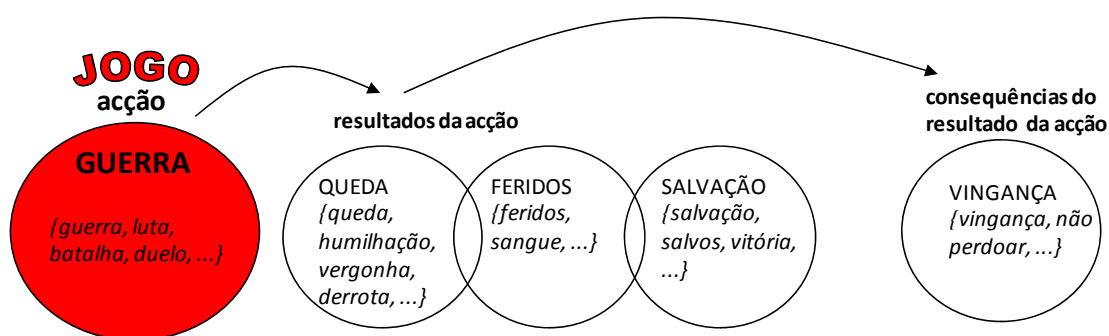 JOGO
acção
GUERRA
{guerra, luta,
batalha, duelo, ...}
resultados da acção
QUEDA
{queda,
humilhação,
vergonha,
derrota, ...}
FERIDOS
{feridos,
sangue, ...}
SALVAÇÃO
{salvação,
salvos, vitória,
...}
consequências do
resultado da acção
VINGANÇA
{vingança, não
perdoar, ...}